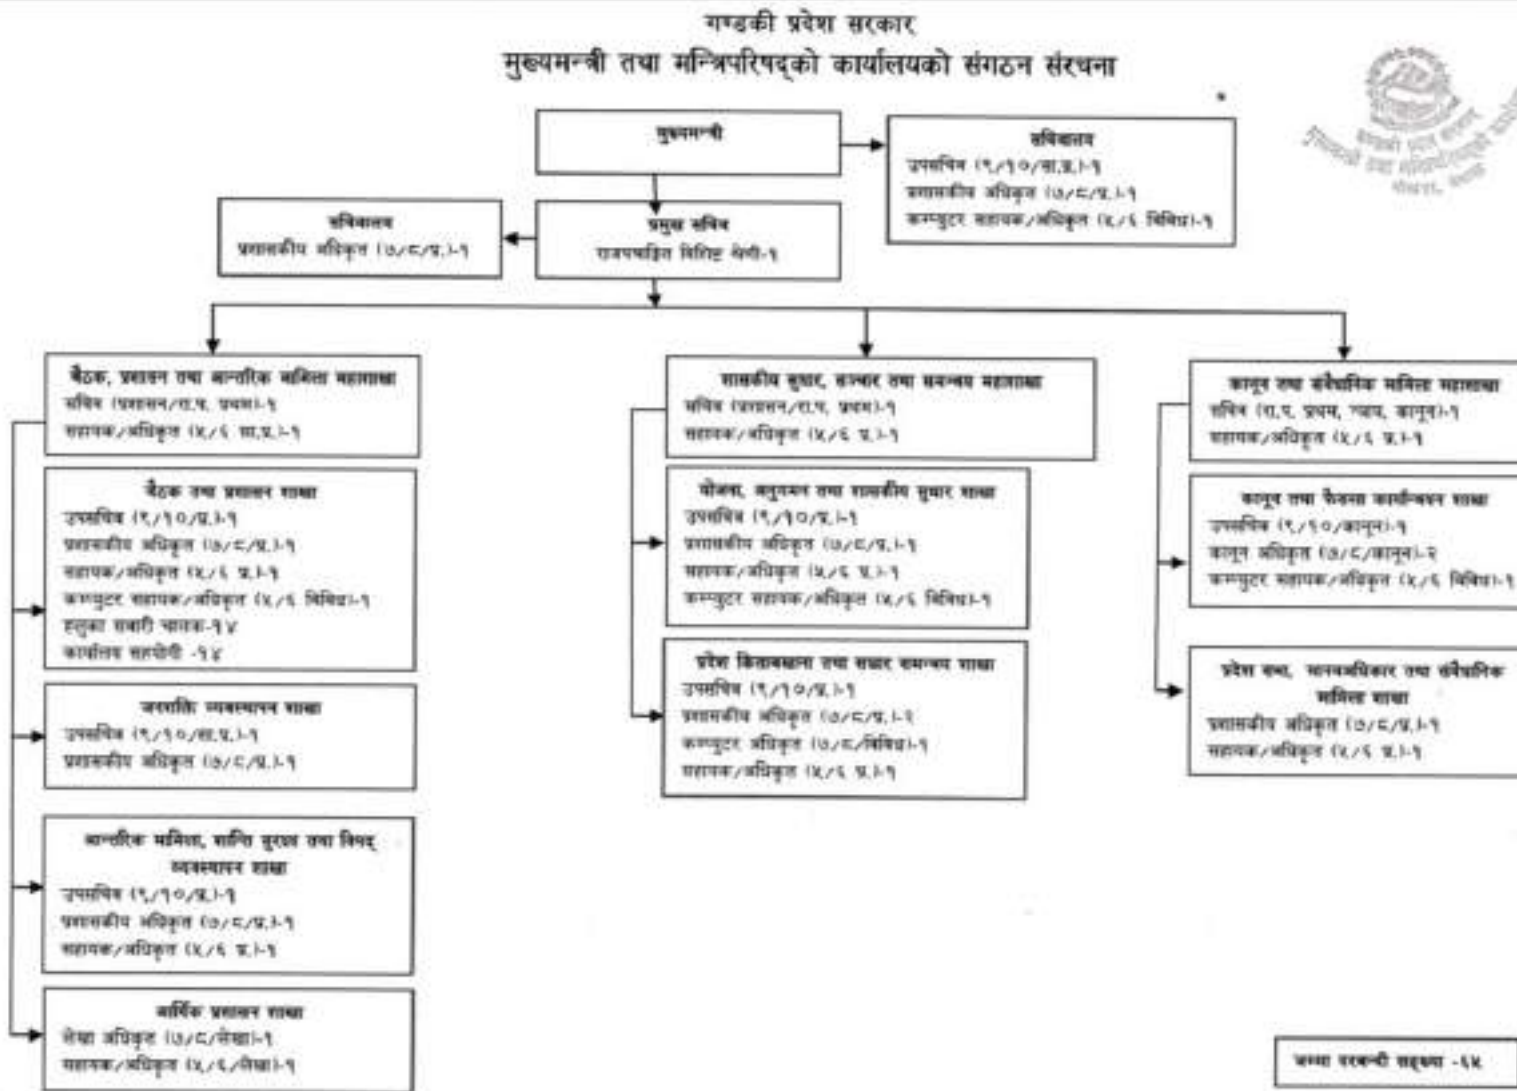 गण्डकी प्रदेश सरकार
मुख्यमन्त्री तथा मन्त्रिपरिषद्को कार्यालयको संगठन संरचना
मुख्यमन्त्री
सचिवालय
उपसचिव (९/१०/सा.प्र.)-१
प्रशासकीय अधिकृत (७/८/प्र.)-१
कम्प्युटर सहायक/अधिकृत (५/६ विविध)-१
सचिवालय
प्रशासकीय अधिकृत (७/८/प्र.)-१
प्रमुख सचिव
राजपत्राङ्कित विशिष्ट श्रेणी-१
बैठक, प्रशासन तथा आन्तरिक मामिला महाशाखा
सचिव (प्रशासन/रा.प. प्रथम)-१
सहायक/अधिकृत (५/६ सा.प्र.)-१
बैठक तथा प्रशासन शाखा
उपसचिव (९/१०/प्र.)-१
प्रशासकीय अधिकृत (७/८/प्र.)-१
सहायक/अधिकृत (५/६ प्र.)-१
कम्प्युटर सहायक/अधिकृत (५/६ विविध)-१
हलुका सवारी चालक-१४
कार्यालय सहयोगी -१४
जनशक्ति व्यवस्थापन शाखा
उपसचिव (९/१०/सा.प्र.)-१
प्रशासकीय अधिकृत (७/८/प्र.)-१
आन्तरिक मामिला, शान्ति सुरक्षा तथा विपद्
व्यवस्थापन शाखा
उपसचिव (९/१०/प्र.)-१
प्रशासकीय अधिकृत (७/८/प्र.)-१
सहायक/अधिकृत (५/६ प्र.)-१
आर्थिक प्रशासन शाखा
लेखा अधिकृत (७/८/लेखा)-१
सहायक/अधिकृत (५/६/लेखा)-१
शासकीय सुधार, सञ्चार तथा समन्वय महाशाखा
सचिव (प्रशासन/रा.प. प्रथम)-१
सहायक/अधिकृत (५/६ प्र.)-१
योजना, अनुगमन तथा शासकीय सुधार शाखा
उपसचिव (९/१०/प्र.)-१
प्रशासकीय अधिकृत (७/८/प्र.)-१
सहायक/अधिकृत (५/६ प्र.)-१
कम्प्युटर सहायक/अधिकृत (५/६ विविध)-१
प्रदेश किताबखाना तथा सञ्चार समन्वय शाखा
उपसचिव (९/१०/प्र.)-१
प्रशासकीय अधिकृत (७/८/प्र.)-२
कम्प्युटर अधिकृत (७/८/विविध)-१
सहायक/अधिकृत (५/६ प्र.)-१
कानून तथा संवैधानिक मामिला महाशाखा
सचिव (रा.प. प्रथम, न्याय, कानून)-१
सहायक/अधिकृत (५/६ प्र.)-१
कानून तथा फैसला कार्यान्वयन शाखा
उपसचिव (९/१०/कानून)-१
कानून अधिकृत (७/८/कानून)-२
कम्प्युटर सहायक/अधिकृत (५/६ विविध)-१
प्रदेश सभा, मानवअधिकार तथा संवैधानिक
मामिला शाखा
प्रशासकीय अधिकृत (७/८/प्र.)-१
सहायक/अधिकृत (५/६ प्र.)-१
जम्मा दरबन्दी सङ्ख्या -६५